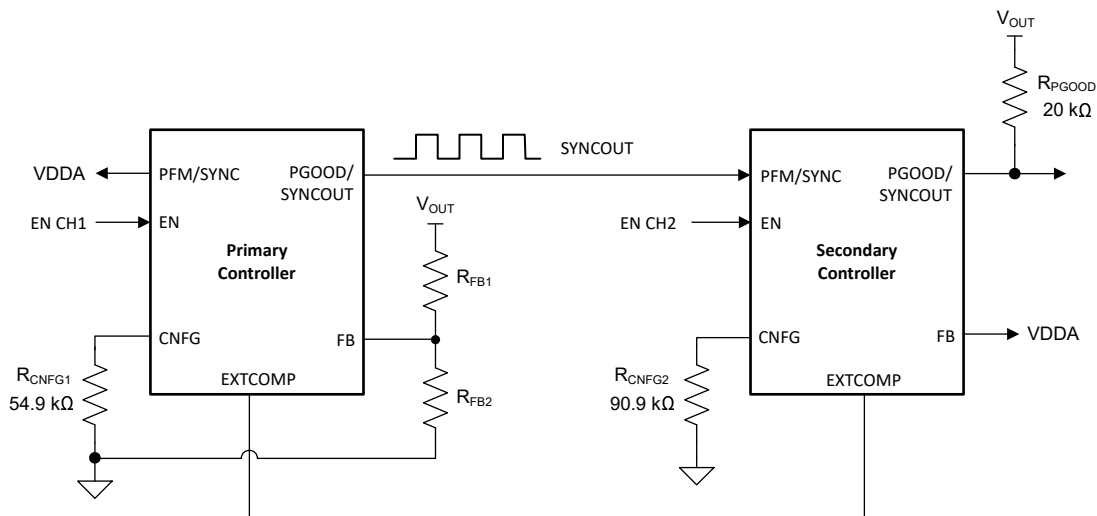 VOUT
RPGOOD
20 kΩ
SYNCOUT
VDDA
PFM/SYNC
PGOOD/
SYNCOUT
PFM/SYNC
PGOOD/
SYNCOUT
VOUT
EN CH1
EN
EN CH2
EN
Primary
Controller
RFB1
Secondary
Controller
CNFG
FB
CNFG
FB
VDDA
RCNFG1
54.9 kΩ
EXTCOMP
RFB2
RCNFG2
90.9 kΩ
EXTCOMP